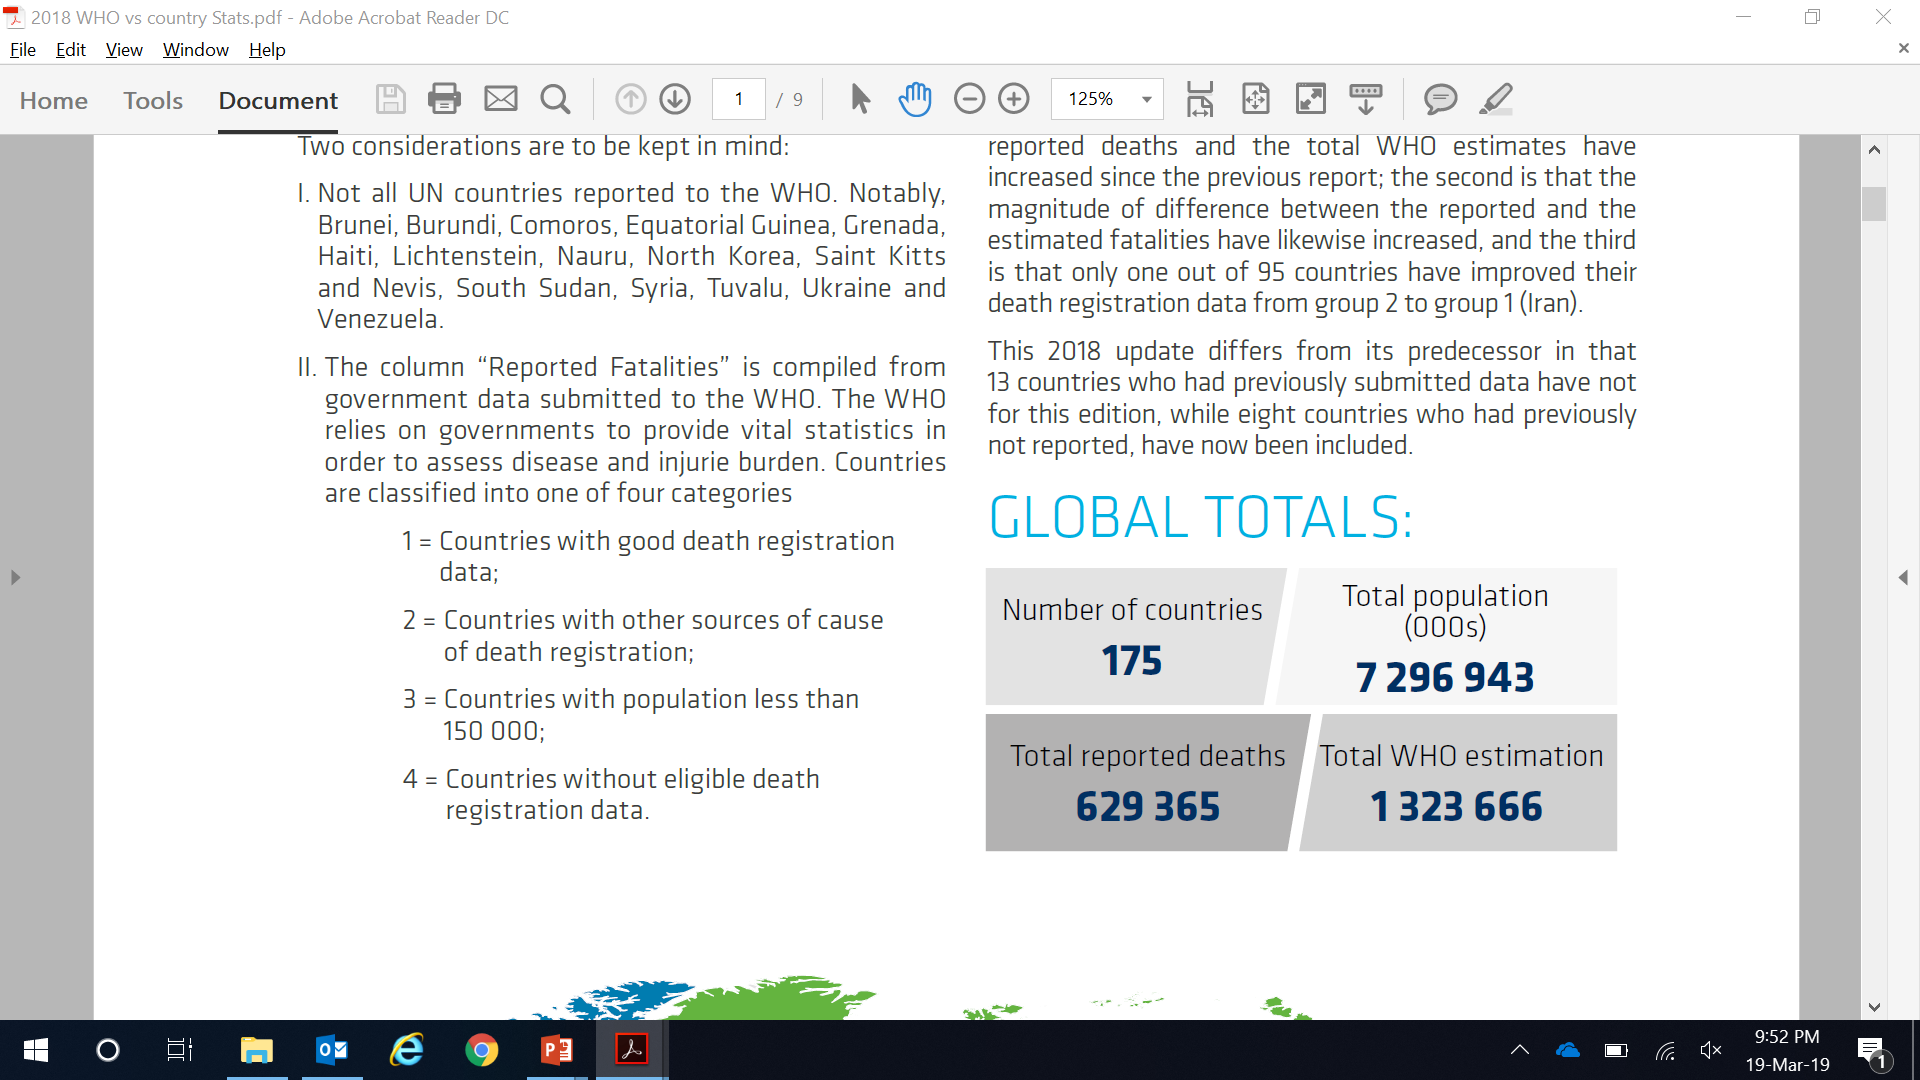 2018 WHO vs country Stats.pdf - Adobe Acrobat Reader DC
File Edit View Window Help
Home Tools Document 1 / 9 125%
Two considerations are to be kept in mind:
I. Not all UN countries reported to the WHO. Notably,
Brunei, Burundi, Comoros, Equatorial Guinea, Grenada,
Haiti, Lichtenstein, Nauru, North Korea, Saint Kitts
and Nevis, South Sudan, Syria, Tuvalu, Ukraine and
Venezuela.
II. The column “Reported Fatalities” is compiled from
government data submitted to the WHO. The WHO
relies on governments to provide vital statistics in
order to assess disease and injurie burden. Countries
are classified into one of four categories
1 = Countries with good death registration
data;
2 = Countries with other sources of cause
of death registration;
3 = Countries with population less than
150 000;
4 = Countries without eligible death
registration data.
reported deaths and the total WHO estimates have
increased since the previous report; the second is that the
magnitude of difference between the reported and the
estimated fatalities have likewise increased, and the third
is that only one out of 95 countries have improved their
death registration data from group 2 to group 1 (Iran).
This 2018 update differs from its predecessor in that
13 countries who had previously submitted data have not
for this edition, while eight countries who had previously
not reported, have now been included.
GLOBAL TOTALS:
Number of countries
175
Total population
(000s)
7 296 943
Total reported deaths
629 365
Total WHO estimation
1 323 666
9:52 PM
19-Mar-19
1